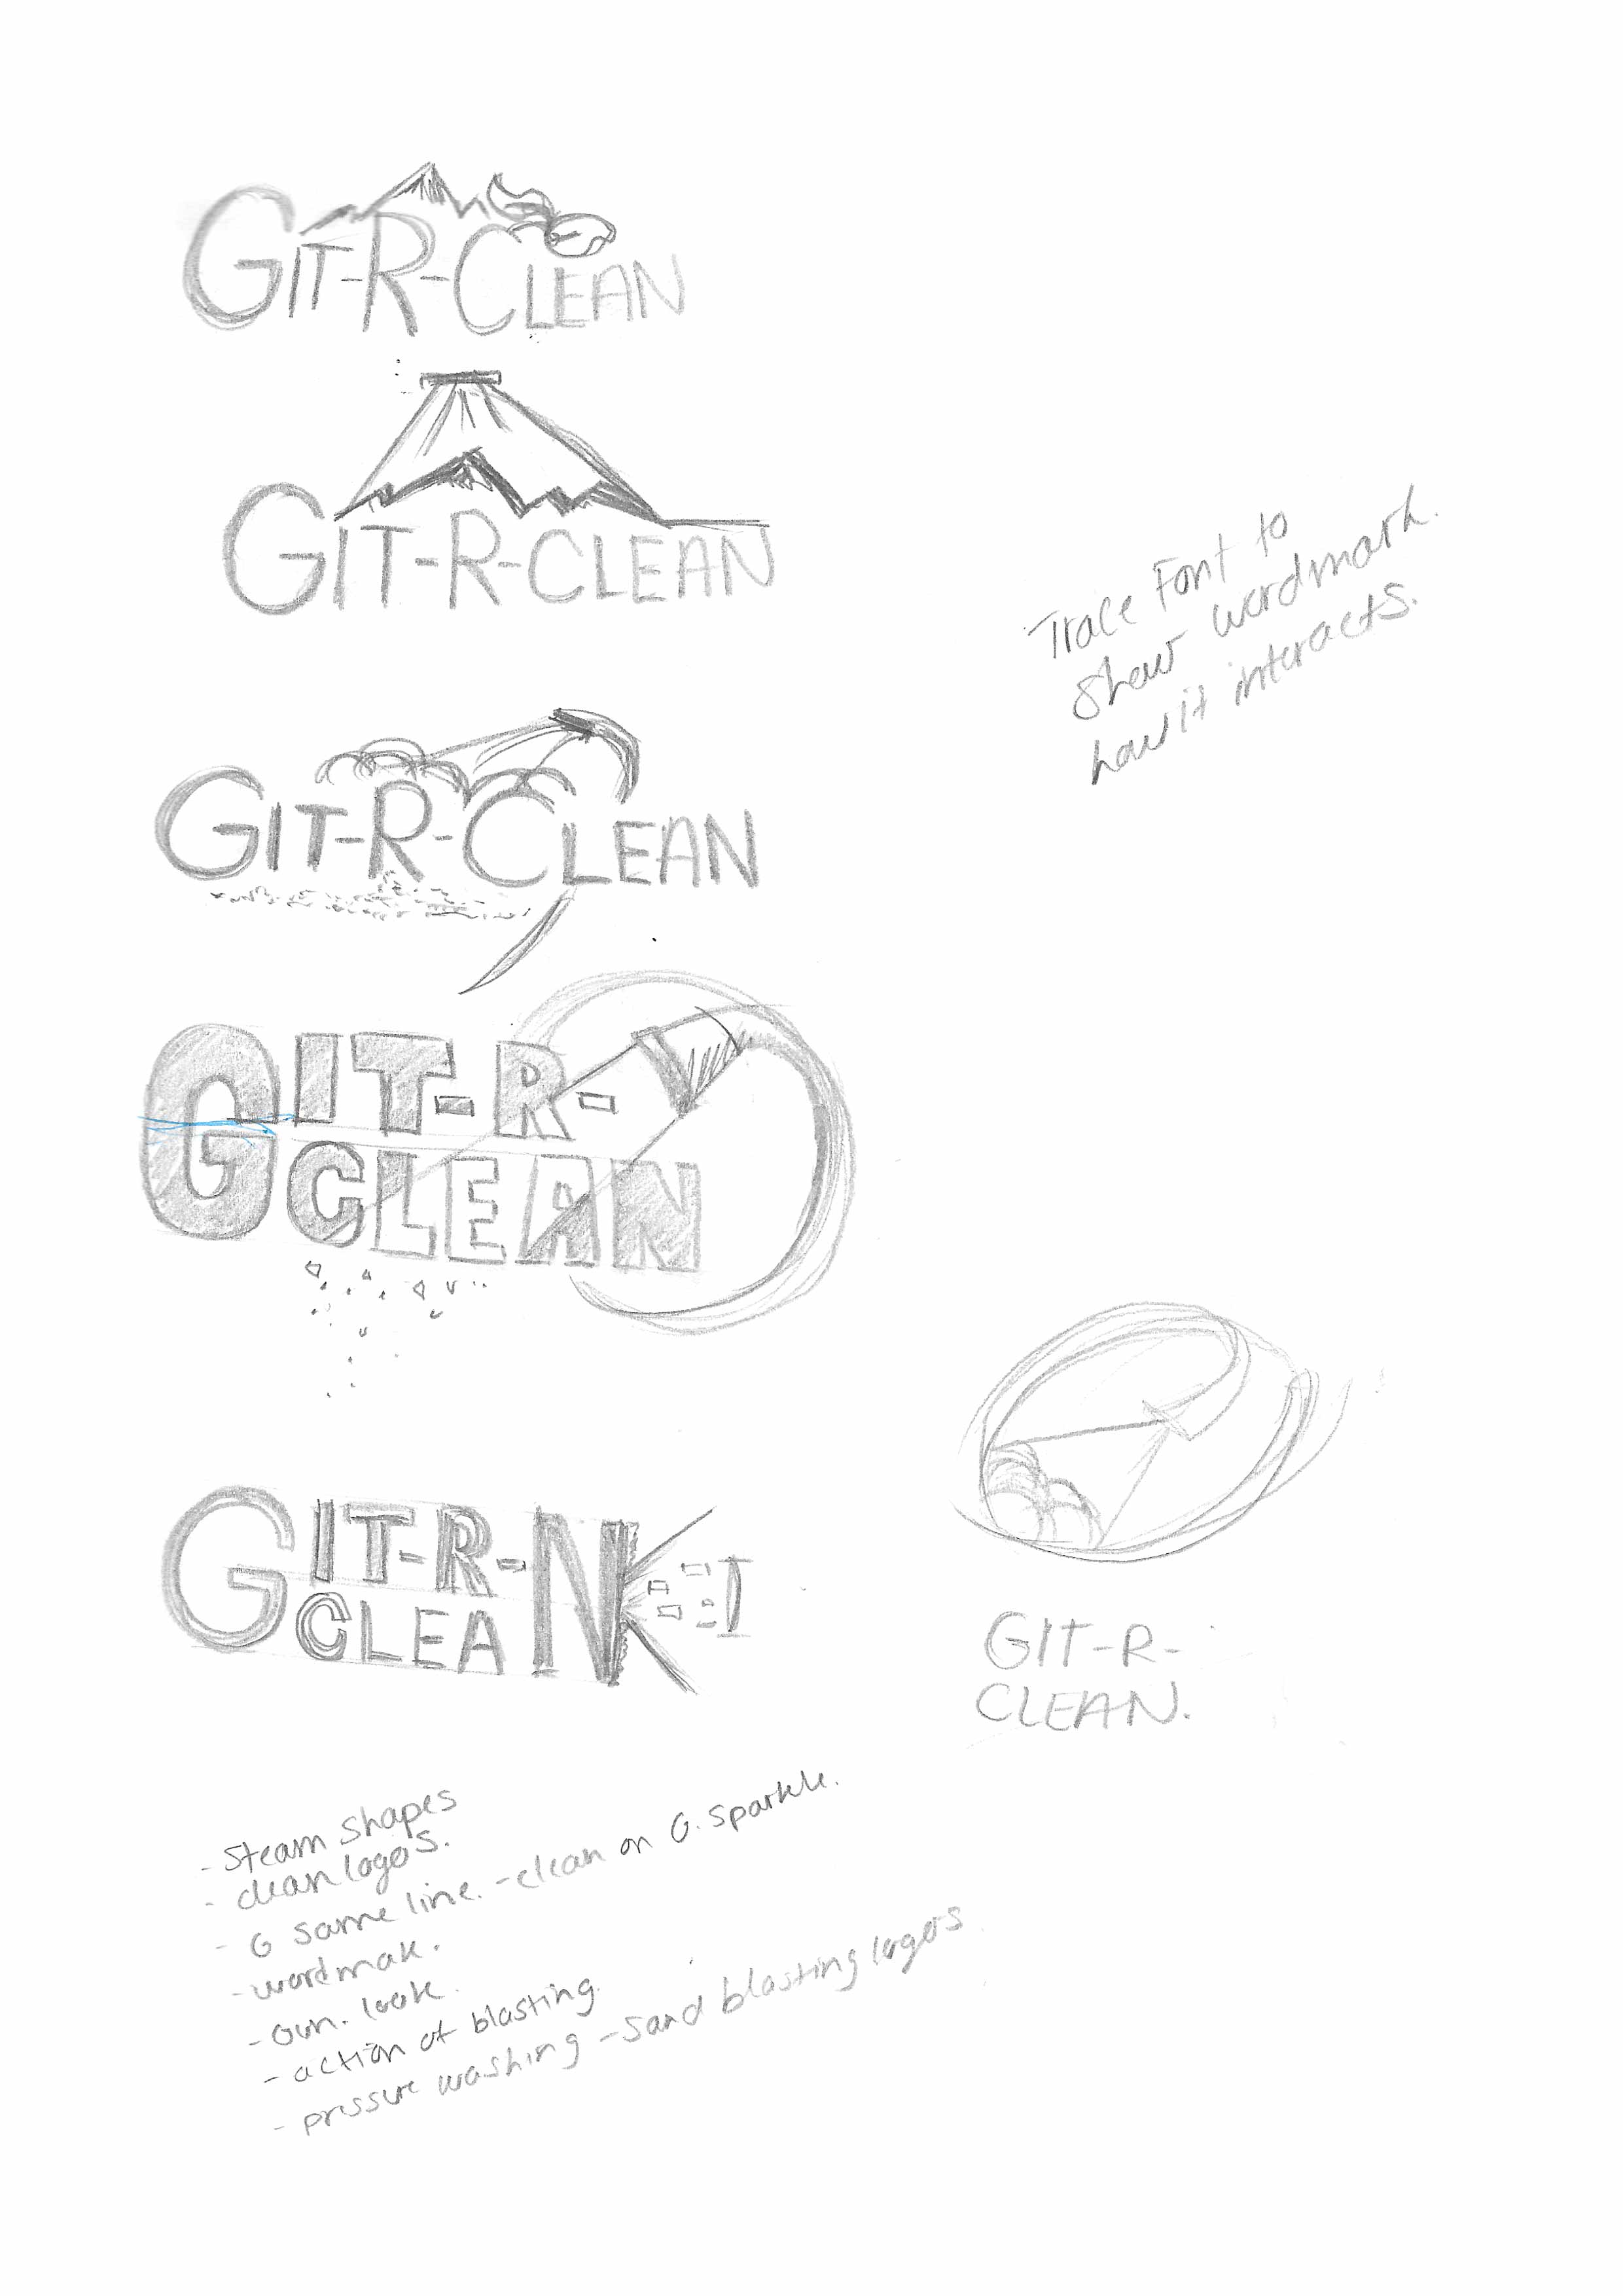 GIT-R-CLEAN
GIT-R-CLEAN
Trace Font to
show wordmark.
how it interacts.
GIT-R-CLEAN
GIT-R-
CLEAN
GIT-R-
CLEAN
GIT-R-
CLEAN.
- Steam shapes
- clean logos.
- G same line. - clean on G. sparkle.
- wordmak.
- own. look.
- action of blasting.
- pressure washing - sand blasting logos